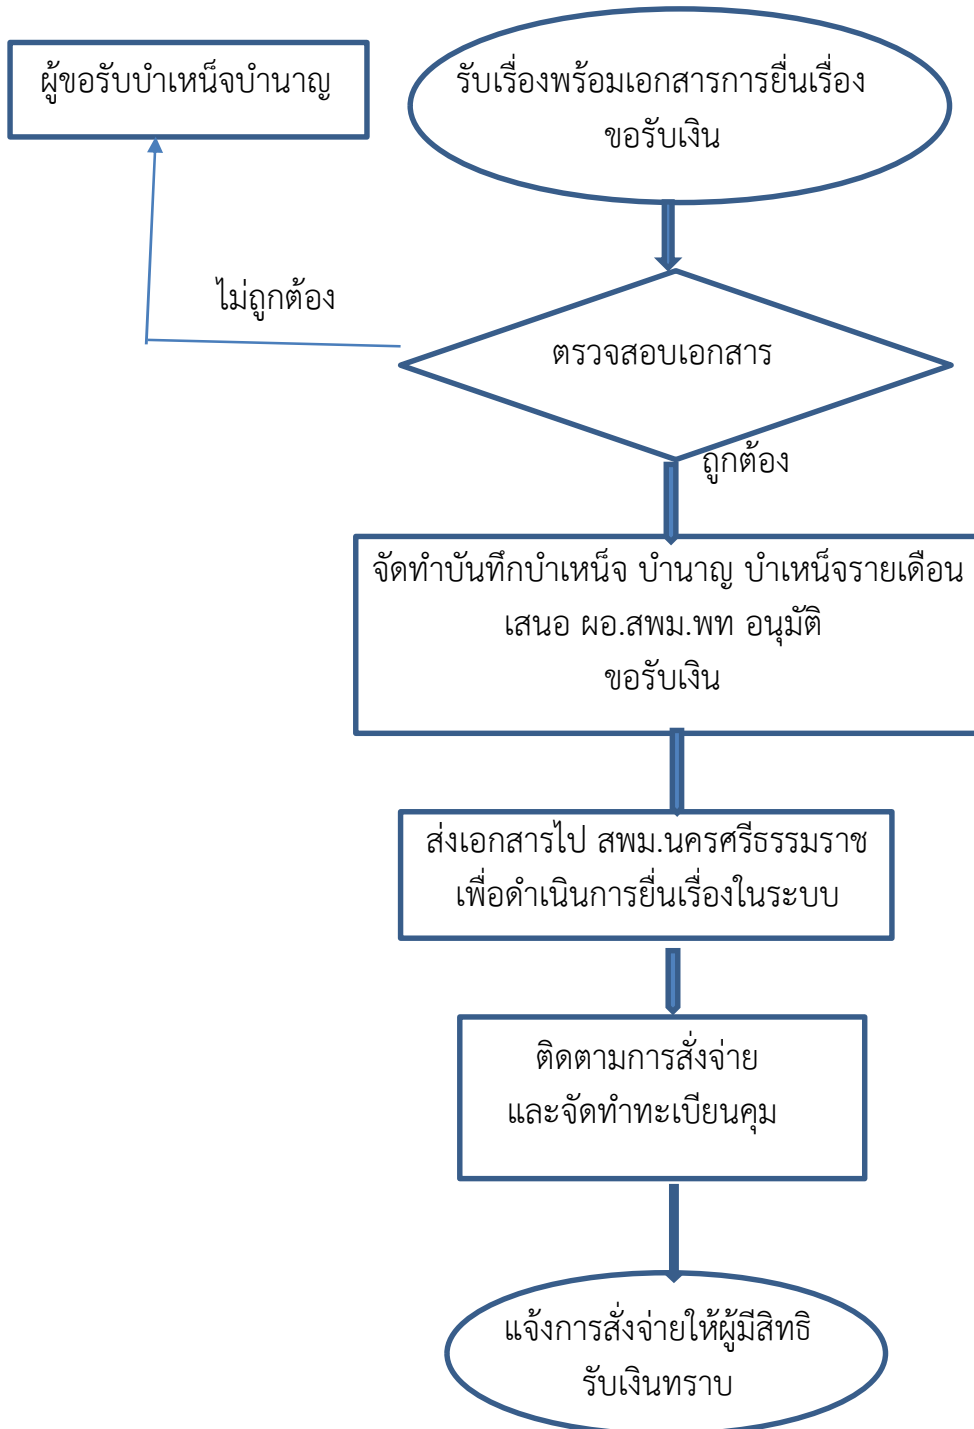 ผู้ขอรับบำเหน็จบำนาญ
รับเรื่องพร้อมเอกสารการยื่นเรื่อง
ขอรับเงิน
ไม่ถูกต้อง
ตรวจสอบเอกสาร
ถูกต้อง
จัดทำบันทึกบำเหน็จ บำนาญ บำเหน็จรายเดือน
เสนอ ผอ.สพม.พท อนุมัติ
ขอรับเงิน
ส่งเอกสารไป สพม.นครศรีธรรมราช
เพื่อดำเนินการยื่นเรื่องในระบบ
ติดตามการสั่งจ่าย
และจัดทำทะเบียนคุม
แจ้งการสั่งจ่ายให้ผู้มีสิทธิ
รับเงินทราบ